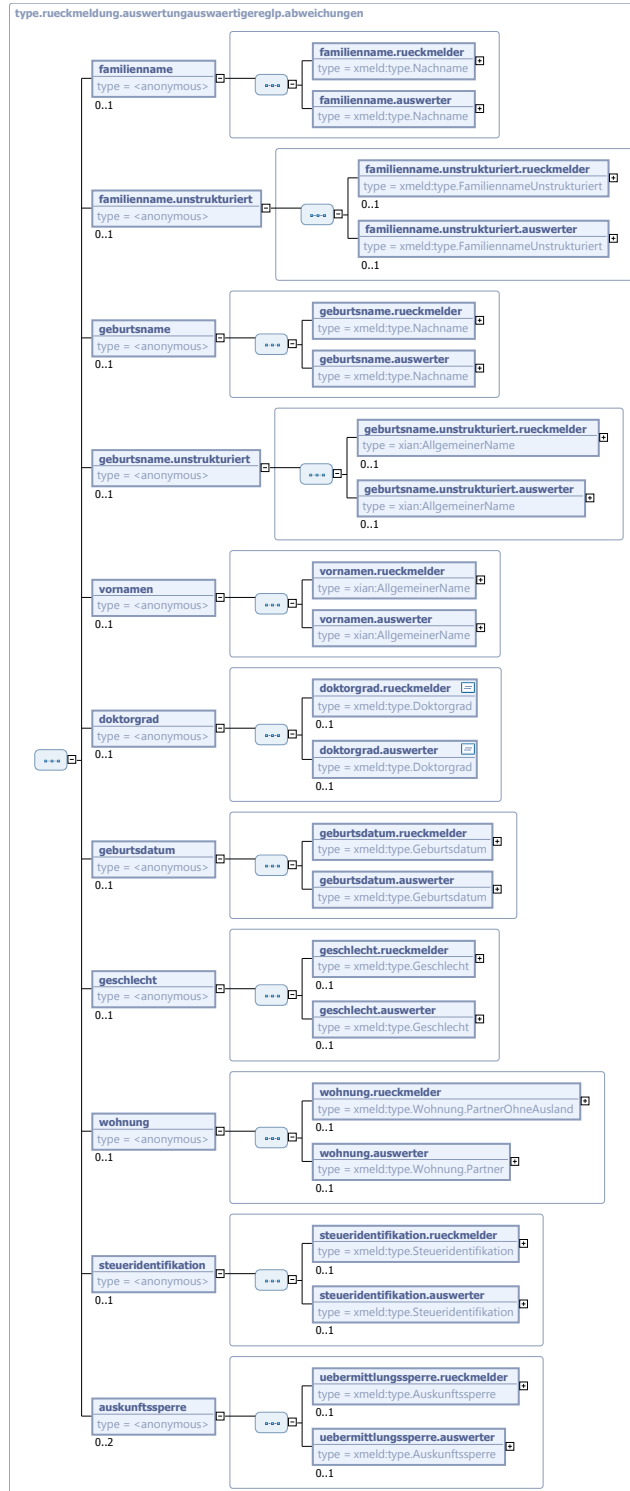 type.rueckmeldung.auswertungauswaertigereglp.abweichungen
familienname
type = <anonymous>
0..1
familienname.rueckmelder
type = xmeld:type.Nachname
familienname.auswerter
type = xmeld:type.Nachname
familienname.unstrukturiert
type = <anonymous>
0..1
familienname.unstrukturiert.rueckmelder
type = xmeld:type.FamiliennameUnstrukturiert
0..1
familienname.unstrukturiert.auswerter
type = xmeld:type.FamiliennameUnstrukturiert
0..1
geburtsname
type = <anonymous>
0..1
geburtsname.rueckmelder
type = xmeld:type.Nachname
geburtsname.auswerter
type = xmeld:type.Nachname
geburtsname.unstrukturiert
type = <anonymous>
0..1
geburtsname.unstrukturiert.rueckmelder
type = xian:AllgemeinerName
0..1
geburtsname.unstrukturiert.auswerter
type = xian:AllgemeinerName
0..1
vornamen
type = <anonymous>
0..1
vornamen.rueckmelder
type = xian:AllgemeinerName
vornamen.auswerter
type = xian:AllgemeinerName
doktorgrad
type = <anonymous>
0..1
doktorgrad.rueckmelder
type = xmeld:type.Doktorgrad
0..1
doktorgrad.auswerter
type = xmeld:type.Doktorgrad
0..1
geburtsdatum
type = <anonymous>
0..1
geburtsdatum.rueckmelder
type = xmeld:type.Geburtsdatum
geburtsdatum.auswerter
type = xmeld:type.Geburtsdatum
geschlecht
type = <anonymous>
0..1
geschlecht.rueckmelder
type = xmeld:type.Geschlecht
0..1
geschlecht.auswerter
type = xmeld:type.Geschlecht
0..1
wohnung
type = <anonymous>
0..1
wohnung.rueckmelder
type = xmeld:type.Wohnung.PartnerOhneAusland
0..1
wohnung.auswerter
type = xmeld:type.Wohnung.Partner
0..1
steueridentifikation
type = <anonymous>
0..1
steueridentifikation.rueckmelder
type = xmeld:type.Steueridentifikation
0..1
steueridentifikation.auswerter
type = xmeld:type.Steueridentifikation
0..1
auskunftssperre
type = <anonymous>
0..2
uebermittlungssperre.rueckmelder
type = xmeld:type.Auskunftssperre
0..1
uebermittlungssperre.auswerter
type = xmeld:type.Auskunftssperre
0..1